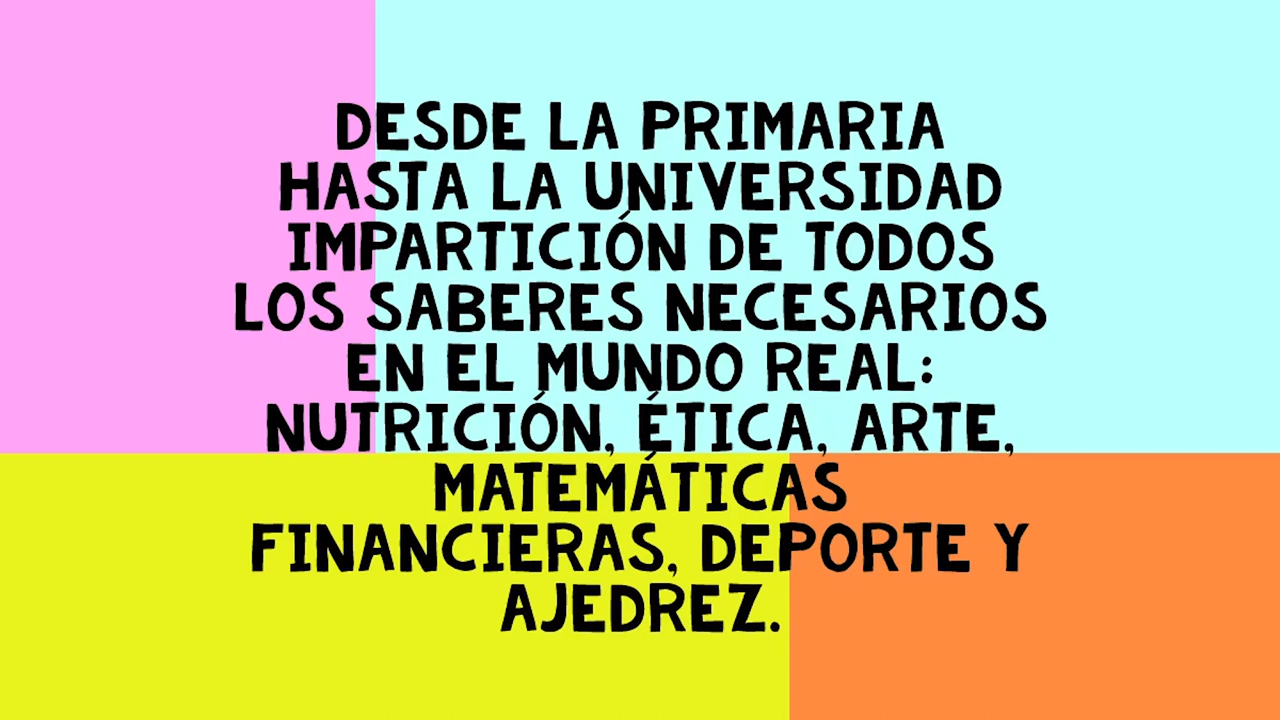 DESDE LA PRIMARIA
HASTA LA UNIVERSIDAD
IMPARTICIÓN DE TODOS
LOS SABERES NECESARIOS
EN EL MUNDO REAL:
NUTRICIÓN, ÉTICA, ARTE,
MATEMÁTICAS
FINANCIERAS, DEPORTE Y
AJEDREZ.